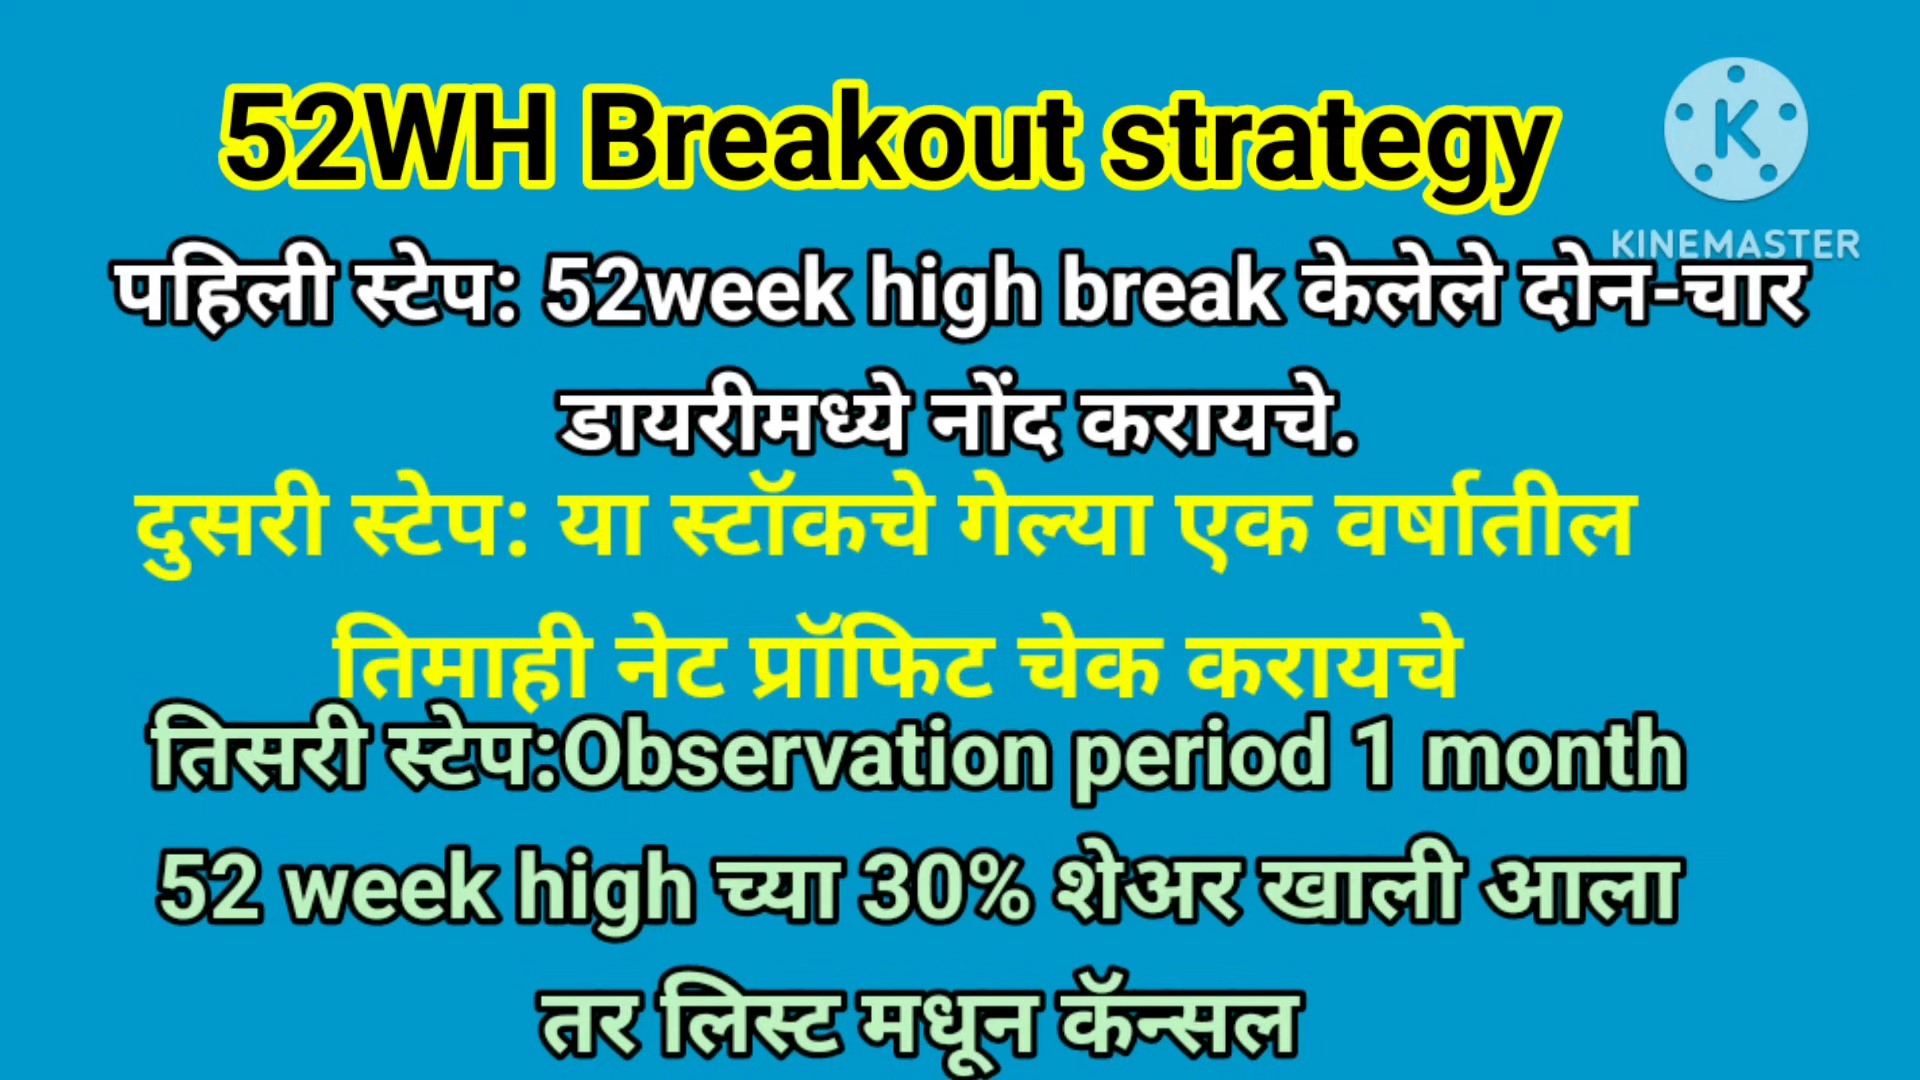 52WH Breakout strategy
K
KINEMASTER
पहिली स्टेप: 52week high break केलेले दोन-चार
डायरीमध्ये नोंद करायचे.
दुसरी स्टेप: या स्टॉकचे गेल्या एक वर्षातील
तिमाही नेट प्रॉफिट चेक करायचे
तिसरी स्टेप:Observation period 1 month
52 week high च्या 30% शेअर खाली आला
तर लिस्ट मधून कॅन्सल